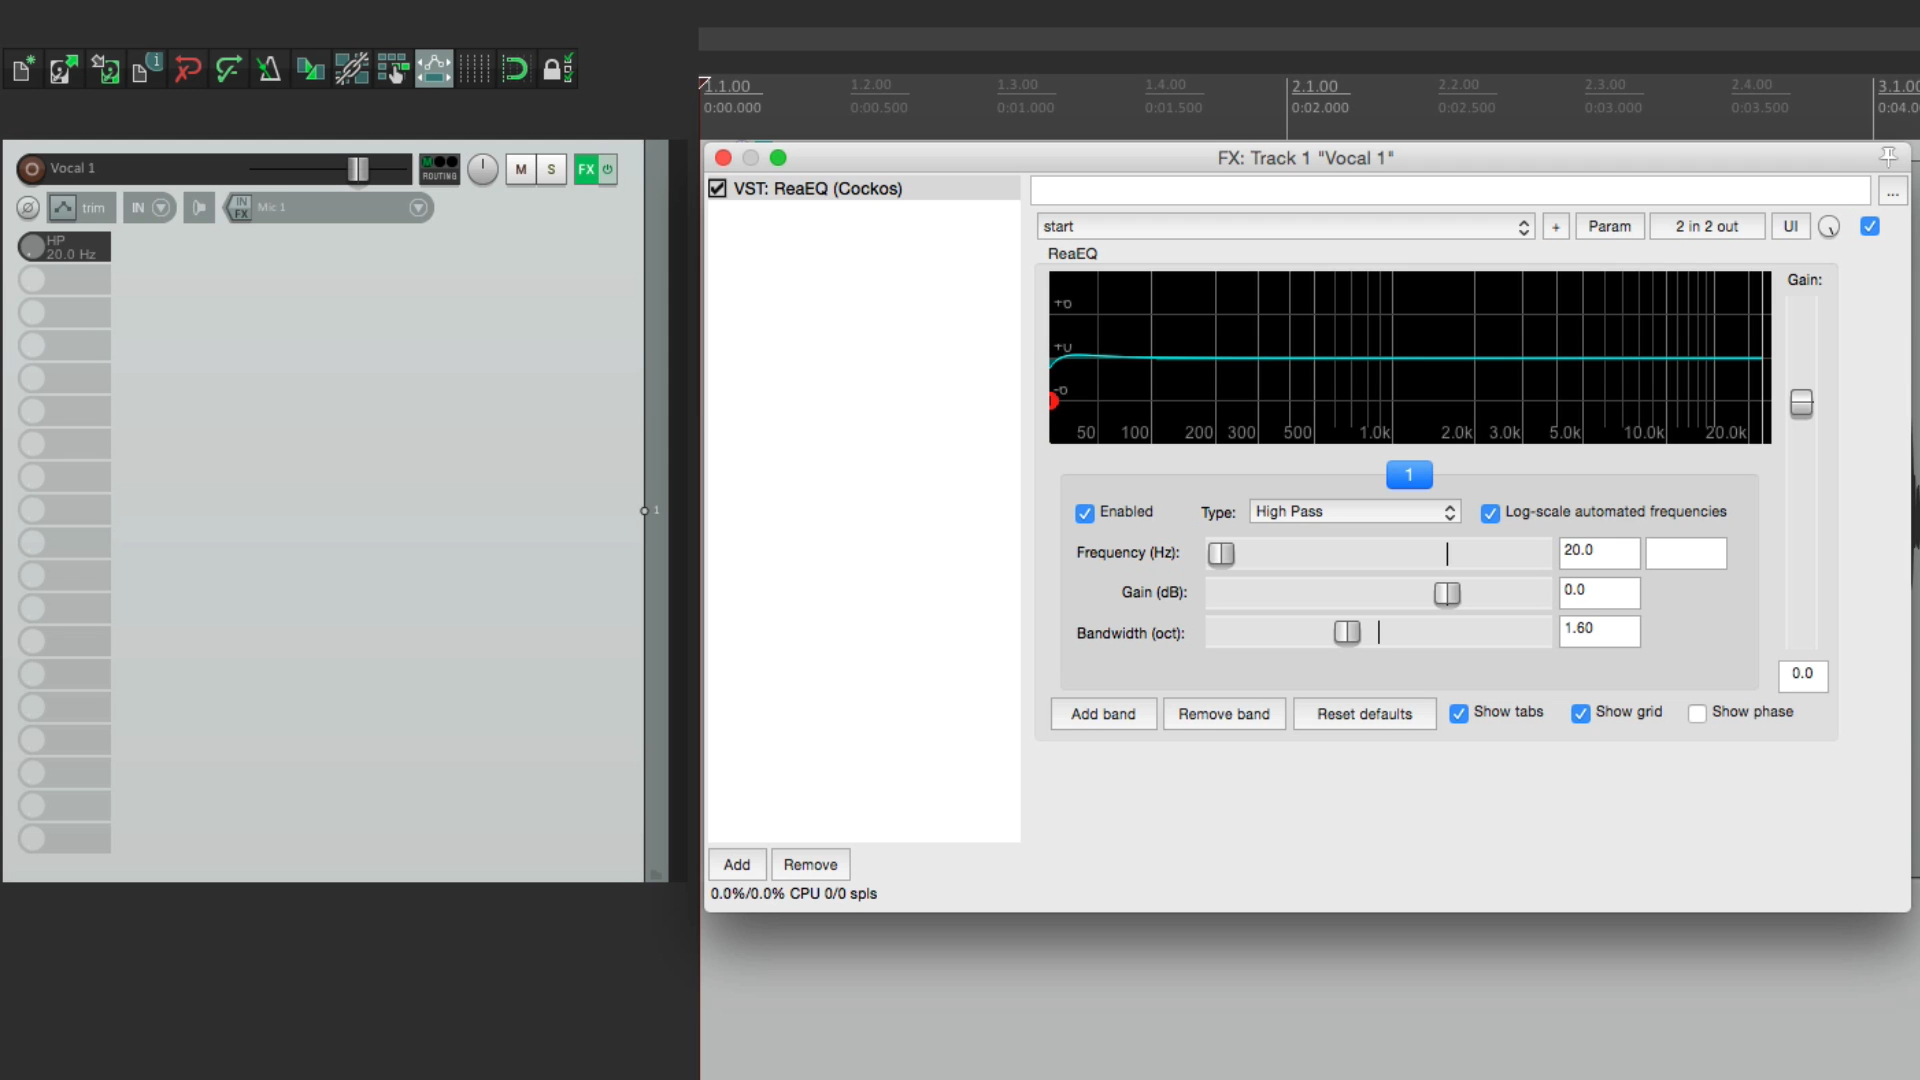 1.1.00 1.2.00 1.3.00 1.4.00 2.1.00 2.2.00 2.3.00 2.4.00 3.1.00
0:00.000 0:00.500 0:01.000 0:01.500 0:02.000 0:02.500 0:03.000 0:03.500 0:04.0
Vocal 1
M
ROUTING
M
S
FX
trim
IN
IN
FX
Mic 1
HP
20.0 Hz
1
FX: Track 1 "Vocal 1"
VST: ReaEQ (Cockos)
...
start
+
Param
2 in 2 out
UI
ReaEQ
Gain:
50 100 200 300 500 1.0k 2.0k 3.0k 5.0k 10.0k 20.0k
1
Enabled
Type:
High Pass
Log-scale automated frequencies
Frequency (Hz):
20.0
Gain (dB):
0.0
Bandwidth (oct):
1.60
0.0
Add band
Remove band
Reset defaults
Show tabs
Show grid
Show phase
Add
Remove
0.0%/0.0% CPU 0/0 spls